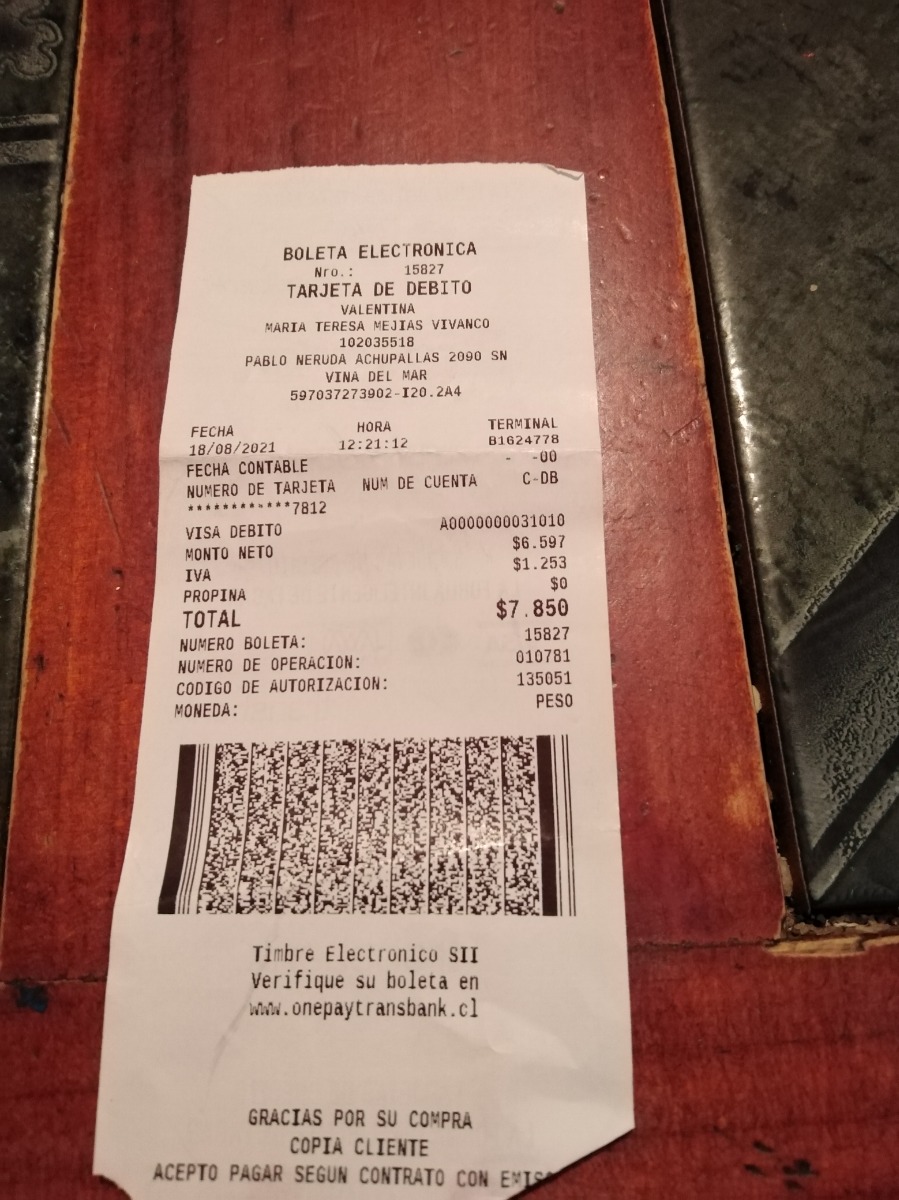 BOLETA ELECTRONICA
Nro.: 15827
TARJETA DE DEBITO
VALENTINA
MARIA TERESA MEJIAS VIVANCO
102035518
PABLO NERUDA ACHUPALLAS 2090 SN
VINA DEL MAR
597037273902-I20.2A4
FECHA HORA TERMINAL
18/08/2021 12:21:12 B1624778
FECHA CONTABLE - -00
NUMERO DE TARJETA NUM DE CUENTA C-DB
************7812
VISA DEBITO A0000000031010
MONTO NETO $6.597
IVA $1.253
PROPINA $0
TOTAL $7.850
NUMERO BOLETA: 15827
NUMERO DE OPERACION: 010781
CODIGO DE AUTORIZACION: 135051
MONEDA: PESO
Timbre Electronico SII
Verifique su boleta en
www.onepaytransbank.cl
GRACIAS POR SU COMPRA
COPIA CLIENTE
ACEPTO PAGAR SEGUN CONTRATO CON